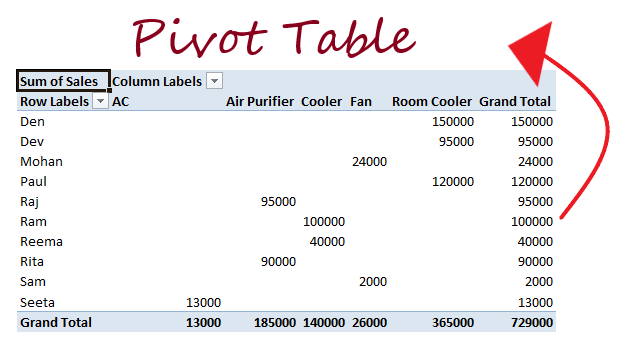 Pivot Table
Sum of Sales Column Labels
Row Labels AC Air Purifier Cooler Fan Room Cooler Grand Total
Den 150000 150000
Dev 95000 95000
Mohan 24000 24000
Paul 120000 120000
Raj 95000 95000
Ram 100000 100000
Reema 40000 40000
Rita 90000 90000
Sam 2000 2000
Seeta 13000 13000
Grand Total 13000 185000 140000 26000 365000 729000